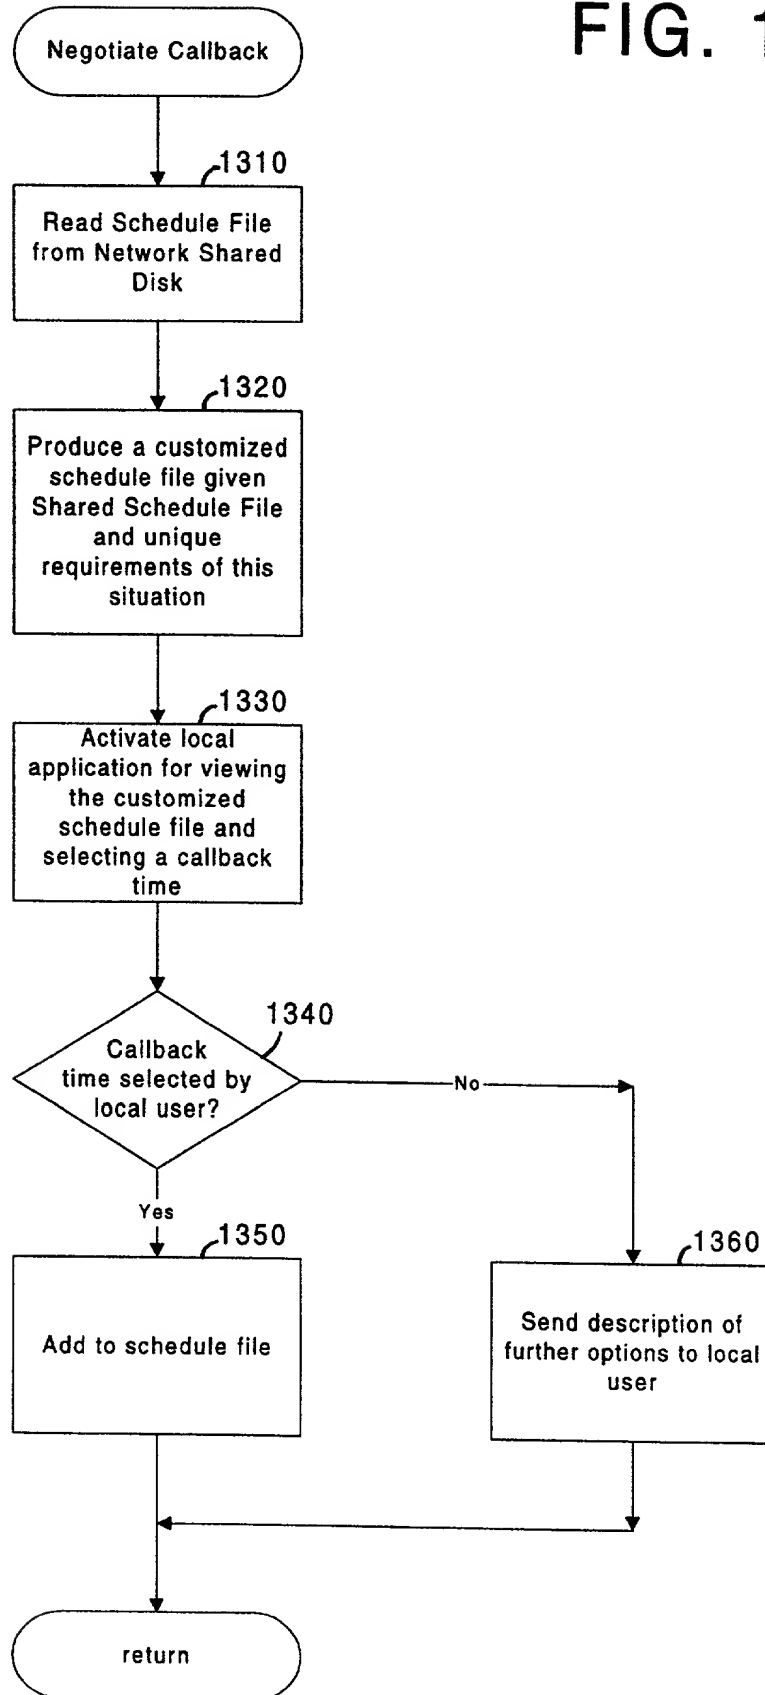 FIG. 1
Negotiate Callback
1310
Read Schedule File
from Network Shared
Disk
1320
Produce a customized
schedule file given
Shared Schedule File
and unique
requirements of this
situation
1330
Activate local
application for viewing
the customized
schedule file and
selecting a callback
time
1340
Callback
time selected by
local user?
No
Yes
1350
Add to schedule file
1360
Send description of
further options to local
user
return